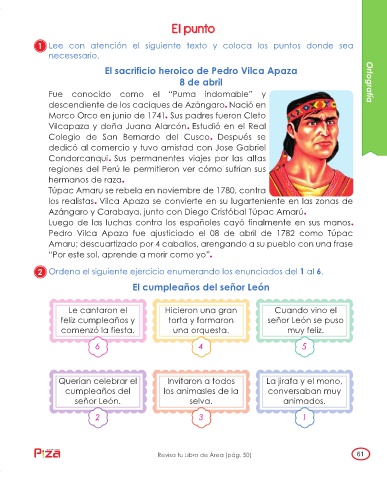 El punto
1 Lee con atención el siguiente texto y coloca los puntos donde sea
necesesario.
El sacrificio heroico de Pedro Vilca Apaza
8 de abril
Fue conocido como el “Puma indomable” y
descendiente de los caciques de Azángaro. Nació en
Morco Orco en junio de 1741. Sus padres fueron Cleto
Vilcapaza y doña Juana Alarcón. Estudió en el Real
Colegio de San Bernardo del Cusco. Después se
dedicó al comercio y tuvo amistad con Jose Gabriel
Condorcanqui. Sus permanentes viajes por las altas
regiones del Perú le permitieron ver cómo sufrían sus
hermanos de raza.
Túpac Amaru se rebela en noviembre de 1780, contra
los realistas. Vilca Apaza se convierte en su lugarteniente en las zonas de
Azángaro y Carabaya, junto con Diego Cristóbal Túpac Amarú.
Luego de las luchas contra los españoles cayó finalmente en sus manos.
Pedro Vilca Apaza fue ajusticiado el 08 de abril de 1782 como Túpac
Amaru; descuartizado por 4 caballos, arengando a su pueblo con una frase
“Por este sol, aprende a morir como yo”.
Ortografía
2 Ordena el siguiente ejercicio enumerando los enunciados del 1 al 6.
El cumpleaños del señor León
Le cantaron el
feliz cumpleaños y
comenzó la fiesta.
6
Hicieron una gran
torta y formaron
una orquesta.
4
Cuando vino el
señor León se puso
muy feliz.
5
Querían celebrar el
cumpleaños del
señor León.
2
Invitaron a todos
los animasles de la
selva.
3
La jirafa y el mono,
conversaban muy
animados.
1
Revisa tu Libro de Área (pág. 50)
61